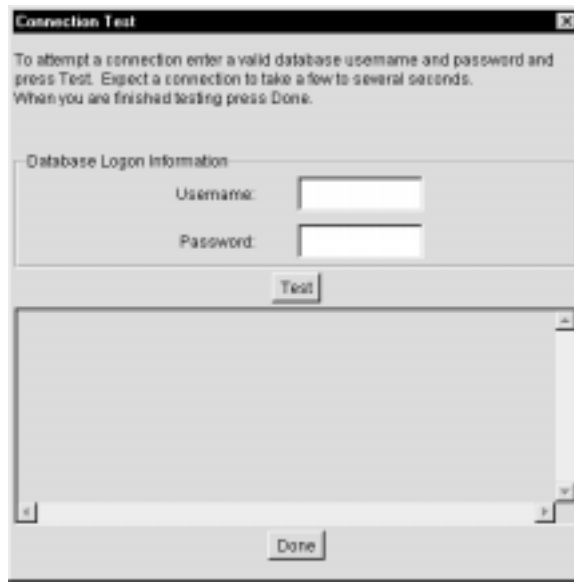 Connection Test
To attempt a connection enter a valid database username and password and
press Test. Expect a connection to take a few to several seconds.
When you are finished testing press Done.
Database Logon Information
Username:
Password:
Test
Done